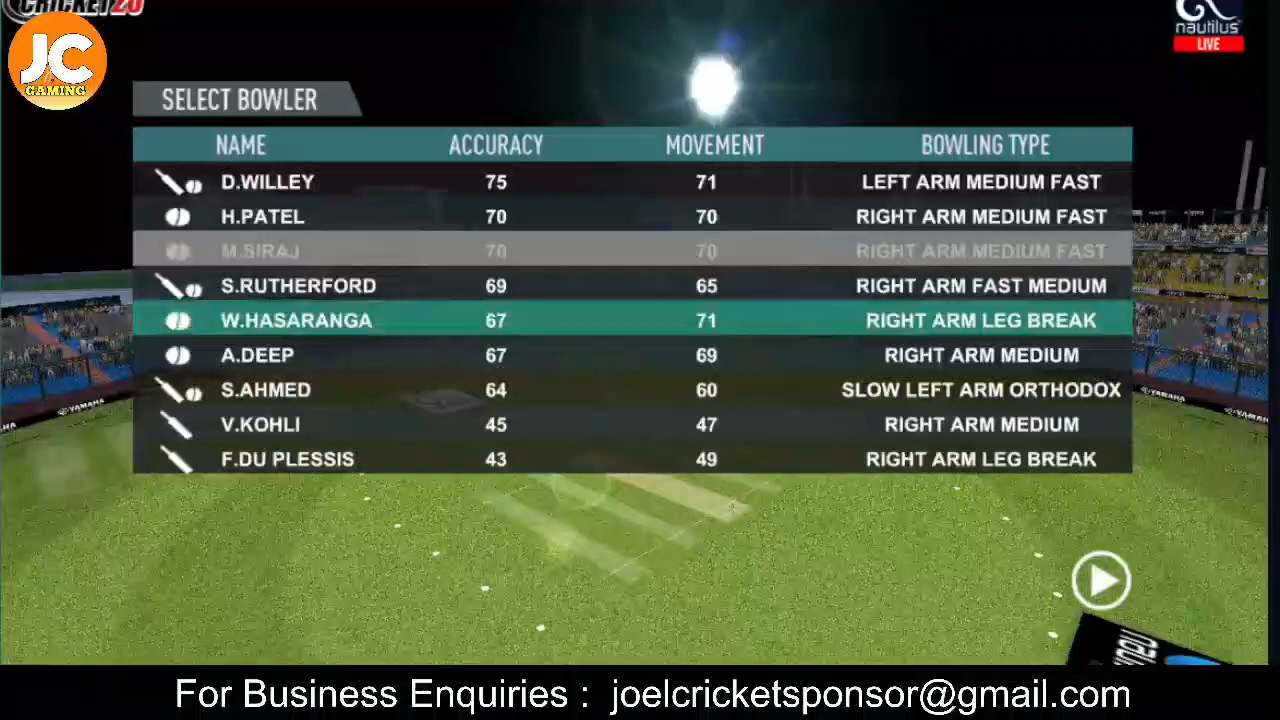 CRICKET20
JC
GAMING
nautilus
LIVE
SELECT BOWLER
NAME ACCURACY MOVEMENT BOWLING TYPE
D.WILLEY 75 71 LEFT ARM MEDIUM FAST
H.PATEL 70 70 RIGHT ARM MEDIUM FAST
M.SIRAJ 70 70 RIGHT ARM MEDIUM FAST
S.RUTHERFORD 69 65 RIGHT ARM FAST MEDIUM
W.HASARANGA 67 71 RIGHT ARM LEG BREAK
A.DEEP 67 69 RIGHT ARM MEDIUM
S.AHMED 64 60 SLOW LEFT ARM ORTHODOX
V.KOHLI 45 47 RIGHT ARM MEDIUM
F.DU PLESSIS 43 49 RIGHT ARM LEG BREAK
YAMAHA
YAMAHA
YAMAHA
For Business Enquiries : joelcricketsponsor@gmail.com